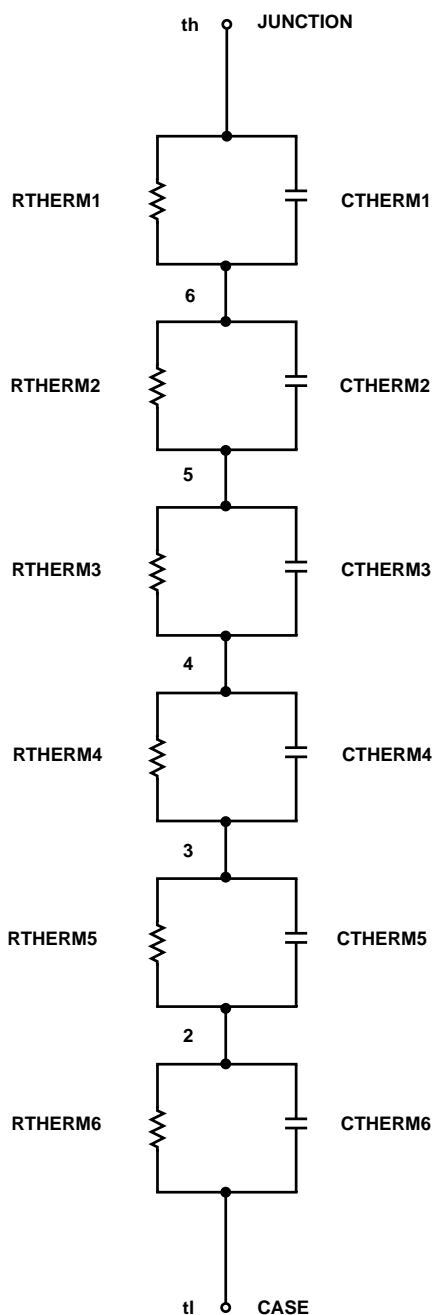 th JUNCTION
RTHERM1 CTHERM1
6
RTHERM2 CTHERM2
5
RTHERM3 CTHERM3
4
RTHERM4 CTHERM4
3
RTHERM5 CTHERM5
2
RTHERM6 CTHERM6
tl CASE